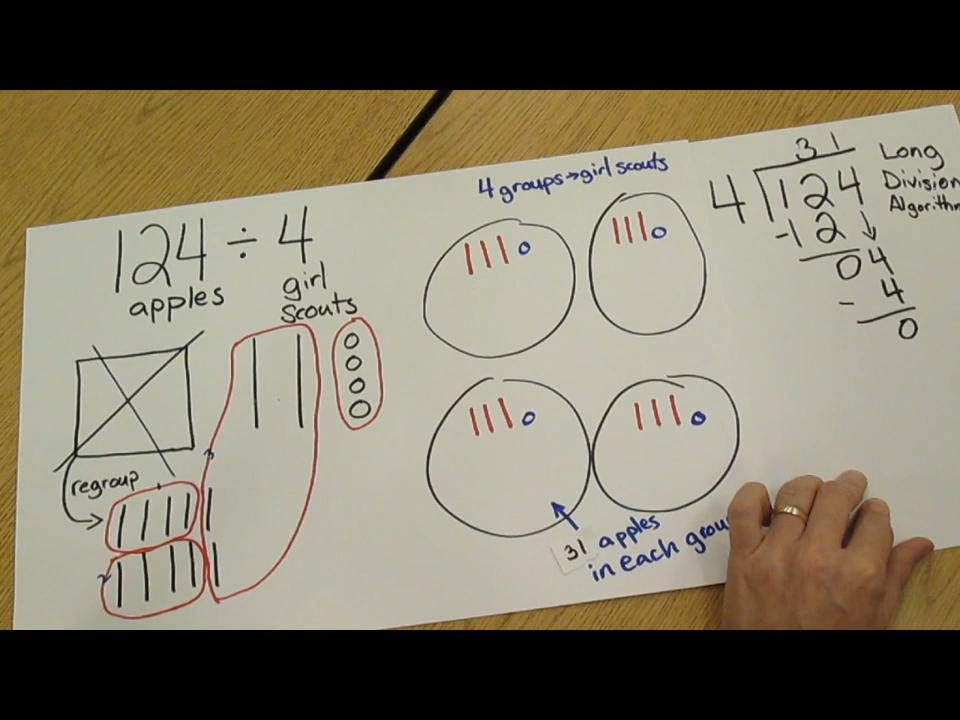 124 ÷ 4
apples
girl
scouts
regroup
4 groups → girl scouts
31 apples
in each grou
31
4 124
-12
04
- 4
0
Long
Division
Algorithm